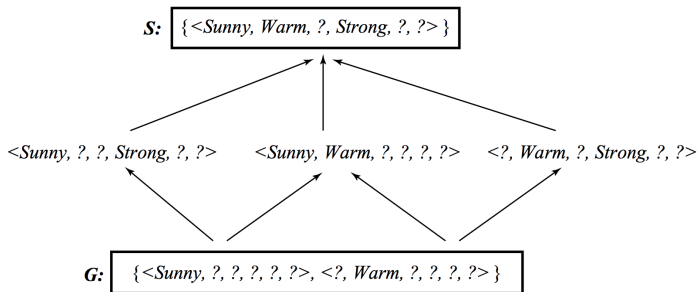 S: {<Sunny, Warm, ?, Strong, ?, ?>}
<Sunny, ?, ?, Strong, ?, ?> <Sunny, Warm, ?, ?, ?, ?> <?, Warm, ?, Strong, ?, ?>
G: {<Sunny, ?, ?, ?, ?, ?>, <?, Warm, ?, ?, ?, ?>}